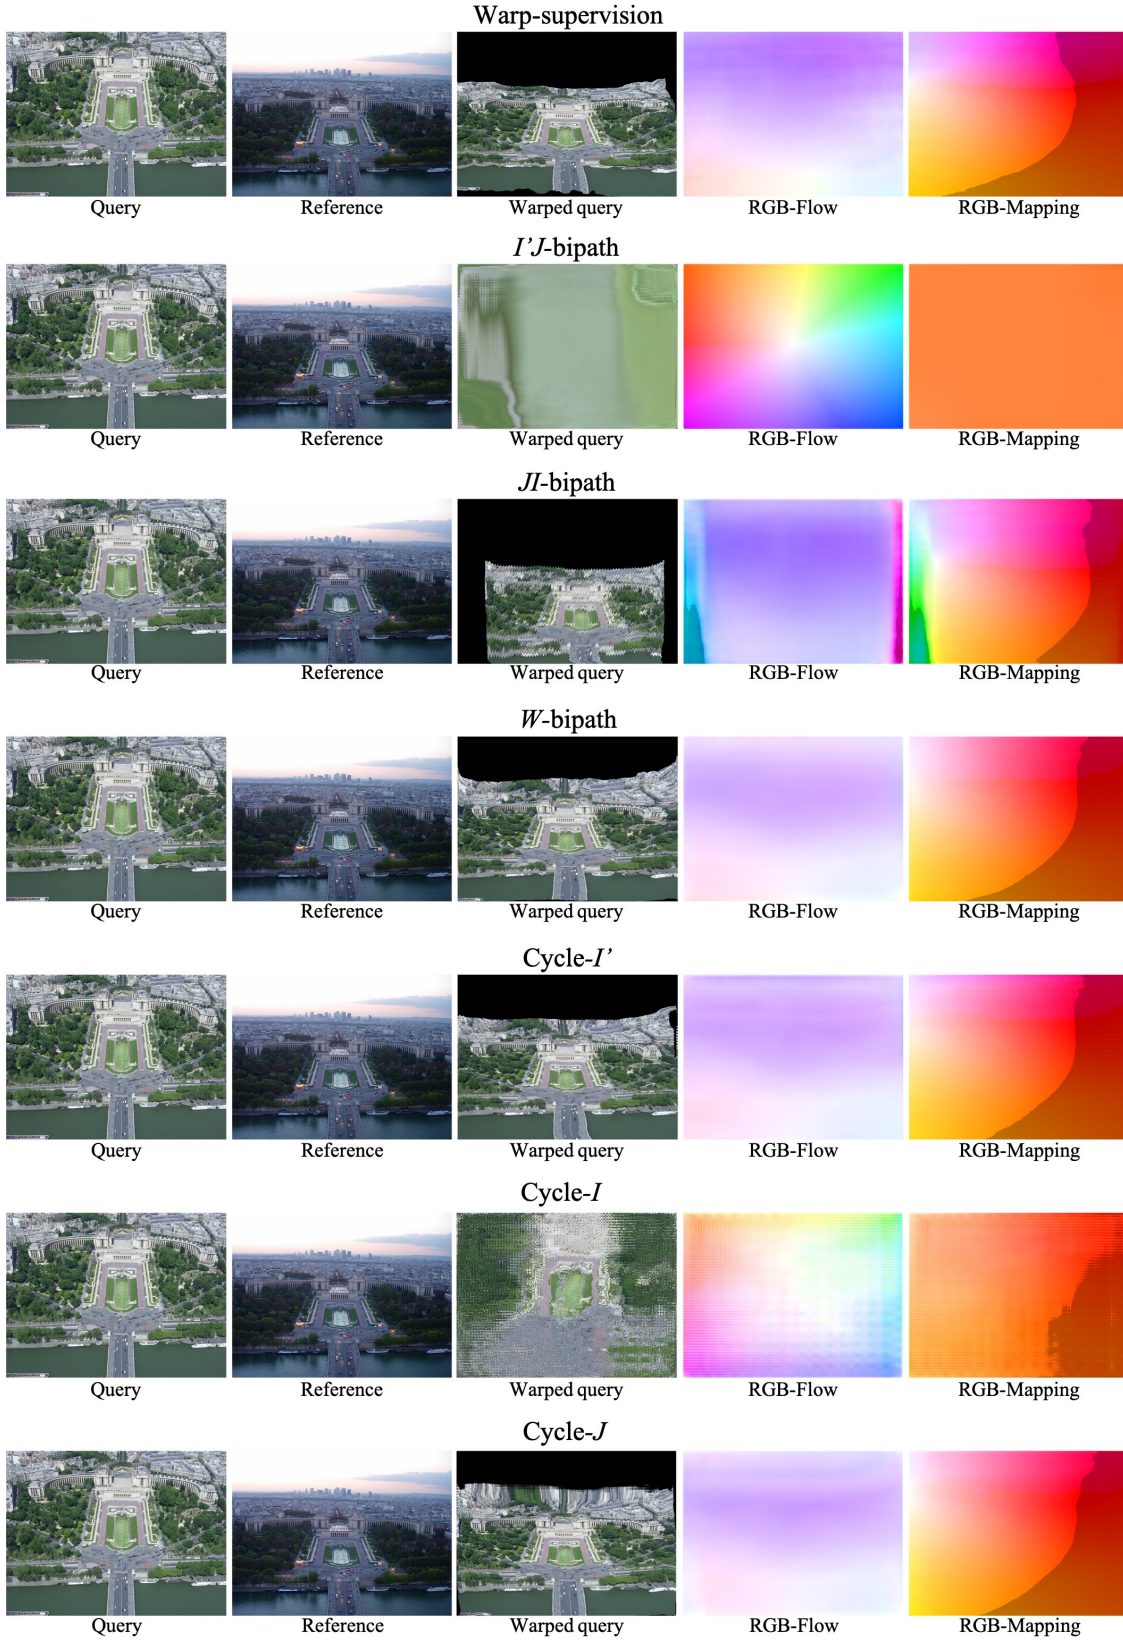 Warp-supervision
Query Reference Warped query RGB-Flow RGB-Mapping
I’J-bipath
Query Reference Warped query RGB-Flow RGB-Mapping
JI-bipath
Query Reference Warped query RGB-Flow RGB-Mapping
W-bipath
Query Reference Warped query RGB-Flow RGB-Mapping
Cycle-I’
Query Reference Warped query RGB-Flow RGB-Mapping
Cycle-I
Query Reference Warped query RGB-Flow RGB-Mapping
Cycle-J
Query Reference Warped query RGB-Flow RGB-Mapping